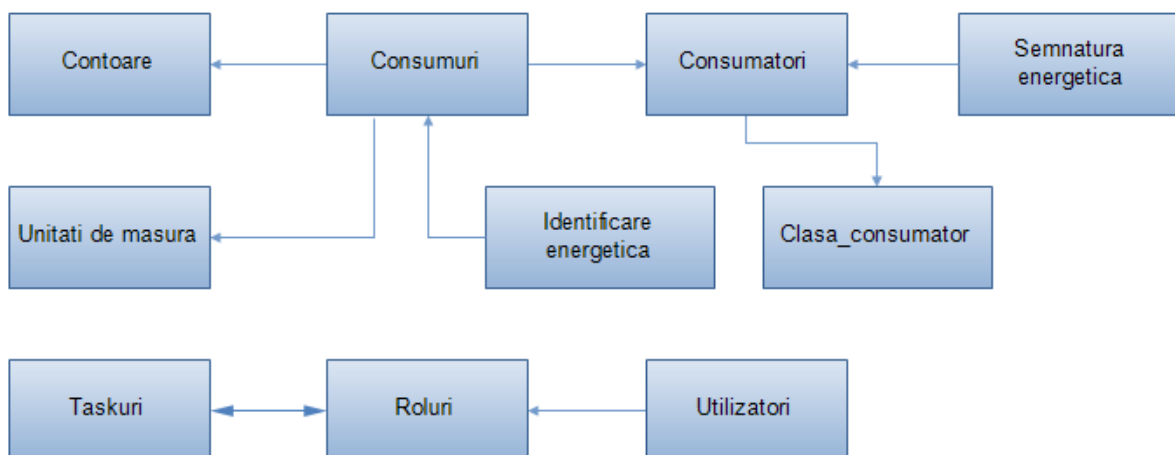 Contoare
Consumuri
Consumatori
Semnatura
energetica
Unitati de masura
Identificare
energetica
Clasa_consumator
Taskuri
Roluri
Utilizatori